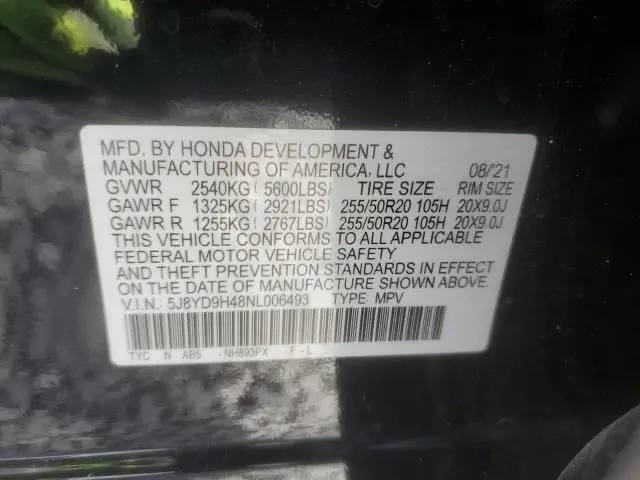 MFD. BY HONDA DEVELOPMENT &
MANUFACTURING OF AMERICA, LLC 08/'21
GVWR 2540KG ( 5600LBS) TIRE SIZE RIM SIZE
GAWR F 1325KG ( 2921LBS) 255/50R20 105H 20X9.0J
GAWR R 1255KG ( 2767LBS) 255/50R20 105H 20X9.0J
THIS VEHICLE CONFORMS TO ALL APPLICABLE
FEDERAL MOTOR VEHICLE SAFETY
AND THEFT PREVENTION STANDARDS IN EFFECT
ON THE DATE OF MANUFACTURE SHOWN ABOVE.
V.I.N.: 5J8YD9H48NL006493 TYPE: MPV
TYC N AB5 - NH893PX - F - L